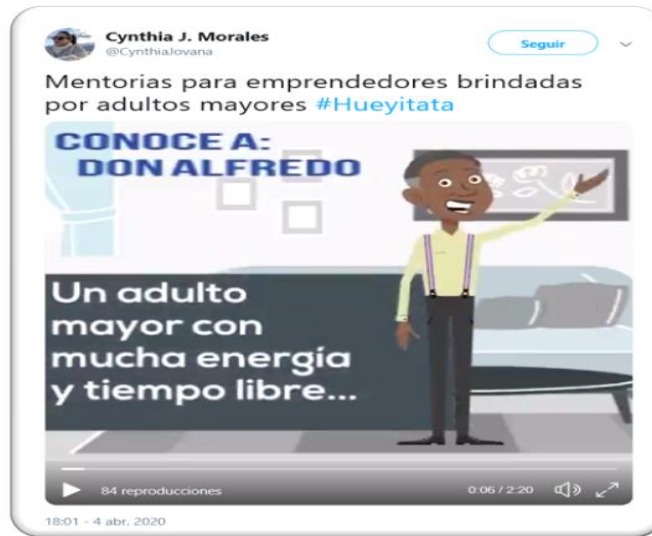 Cynthia J. Morales
@CynthiaJovana
Seguir
Mentorias para emprendedores brindadas
por adultos mayores #Hueyitata
CONOCE A:
DON ALFREDO
Un adulto
mayor con
mucha energía
y tiempo libre...
84 reproducciones
0:06 / 2:20
18:01 - 4 abr. 2020